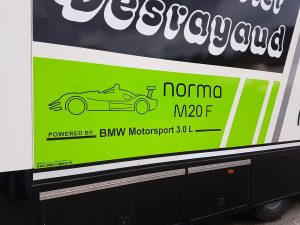 Desrayaud
norma
M20 F
POWERED BY BMW Motorsport 3.0 L